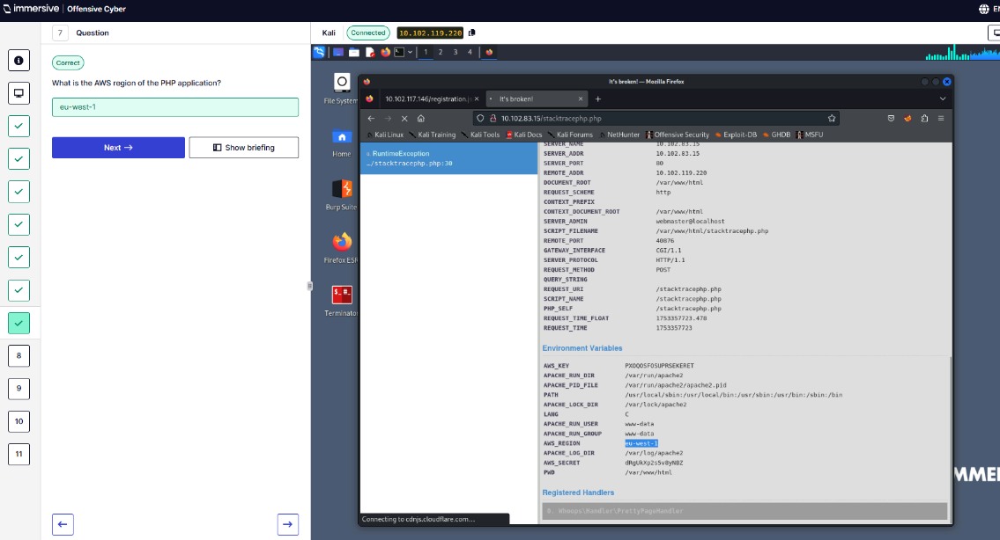 immersive | Offensive Cyber
EN
7 Question
Correct
What is the AWS region of the PHP application?
eu-west-1
Next →
Show briefing
8
9
10
11
Kali Connected 10.102.119.220
1 2 3 4
File System
Home
Burp Suite
Firefox ESR
Terminator
It's broken! — Mozilla Firefox
10.102.117.146/registration.js ×
It's broken! ×
10.102.83.15/stacktracephp.php
Kali Linux Kali Training Kali Tools Kali Docs Kali Forums NetHunter Offensive Security Exploit-DB GHDB MSFU
0 RuntimeException
…/stacktracephp.php:30
SERVER_NAME 10.102.83.15
SERVER_ADDR 10.102.83.15
SERVER_PORT 80
REMOTE_ADDR 10.102.119.220
DOCUMENT_ROOT /var/www/html
REQUEST_SCHEME http
CONTEXT_PREFIX
CONTEXT_DOCUMENT_ROOT /var/www/html
SERVER_ADMIN webmaster@localhost
SCRIPT_FILENAME /var/www/html/stacktracephp.php
REMOTE_PORT 40876
GATEWAY_INTERFACE CGI/1.1
SERVER_PROTOCOL HTTP/1.1
REQUEST_METHOD POST
QUERY_STRING
REQUEST_URI /stacktracephp.php
SCRIPT_NAME /stacktracephp.php
PHP_SELF /stacktracephp.php
REQUEST_TIME_FLOAT 1753357723.478
REQUEST_TIME 1753357723
Environment Variables
AWS_KEY PXOQOSFOSUPRSEKERET
APACHE_RUN_DIR /var/run/apache2
APACHE_PID_FILE /var/run/apache2/apache2.pid
PATH /usr/local/sbin:/usr/local/bin:/usr/sbin:/usr/bin:/sbin:/bin
APACHE_LOCK_DIR /var/lock/apache2
LANG C
APACHE_RUN_USER www-data
APACHE_RUN_GROUP www-data
AWS_REGION eu-west-1
APACHE_LOG_DIR /var/log/apache2
AWS_SECRET dRgUkXp2s5v8yNBZ
PWD /var/www/html
Registered Handlers
0. Whoops\Handler\PrettyPageHandler
Connecting to cdnjs.cloudflare.com…